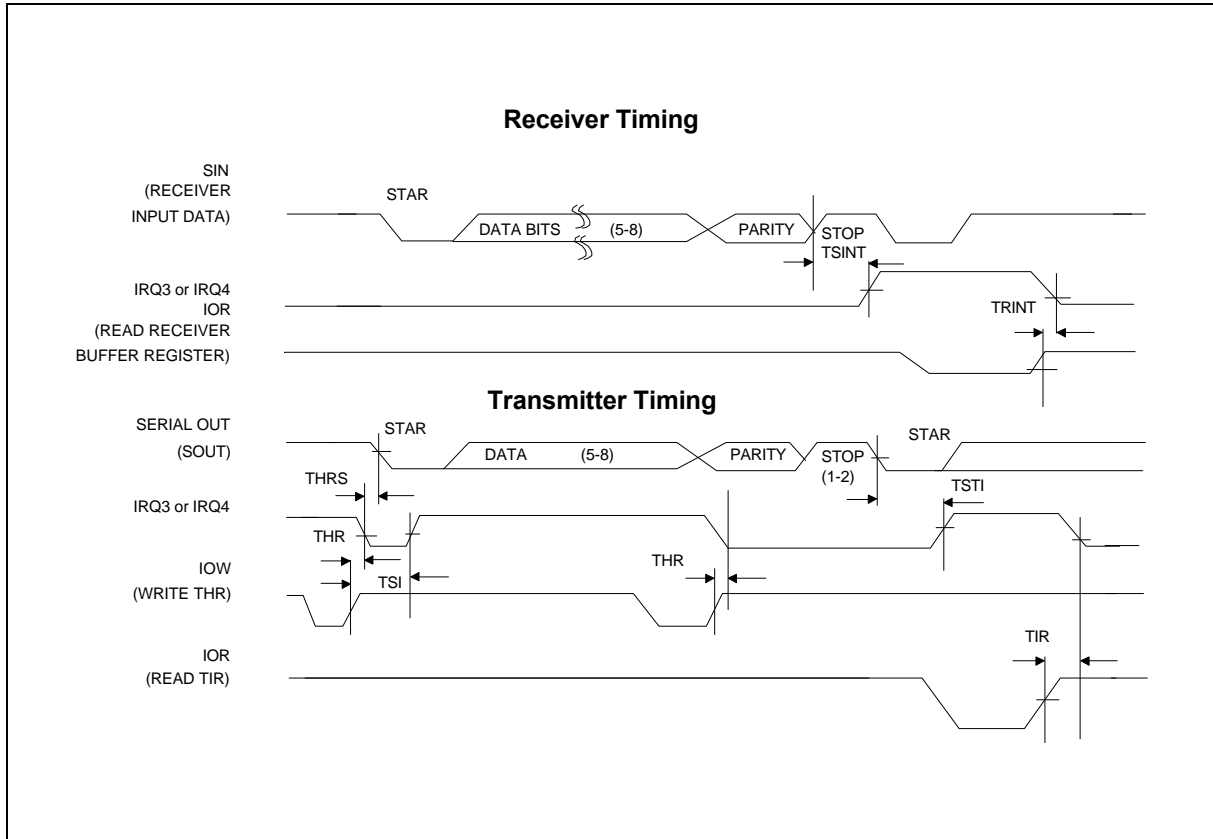 Receiver Timing
SIN
(RECEIVER
INPUT DATA)
STAR
DATA BITS (5-8)
PARITY
STOP
TSINT
IRQ3 or IRQ4
IOR
(READ RECEIVER
BUFFER REGISTER)
TRINT
Transmitter Timing
SERIAL OUT
(SOUT)
STAR
DATA (5-8)
PARITY
STOP
(1-2)
STAR
THRS
TSTI
IRQ3 or IRQ4
THR
THR
IOW
(WRITE THR)
TSI
IOR
(READ TIR)
TIR